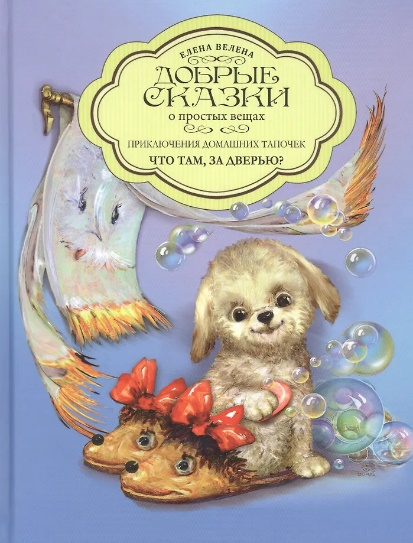 ЕЛЕНА ВЕЛЕНА
ДОБРЫЕ
СКАЗКИ
о простых вещах
ПРИКЛЮЧЕНИЯ ДОМАШНИХ ТАПОЧЕК
ЧТО ТАМ, ЗА ДВЕРЬЮ?